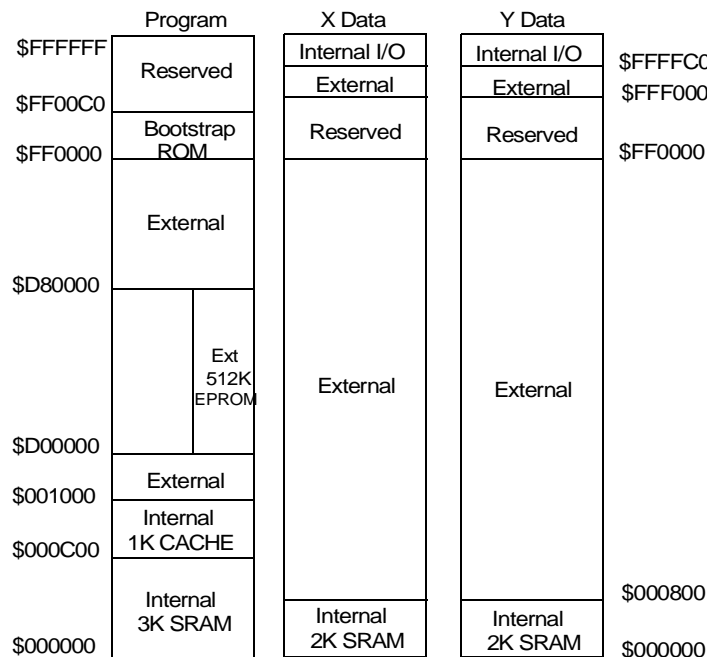 Program
X Data
Y Data
$FFFFFF
Reserved
$FF00C0
Bootstrap
ROM
$FF0000
External
$D80000
Ext
512K
EPROM
$D00000
External
$001000
Internal
1K CACHE
$000C00
Internal
3K SRAM
$000000
Internal I/O
External
Reserved
External
Internal
2K SRAM
Internal I/O
External
Reserved
External
Internal
2K SRAM
$FFFFC0
$FFF000
$FF0000
$000800
$000000